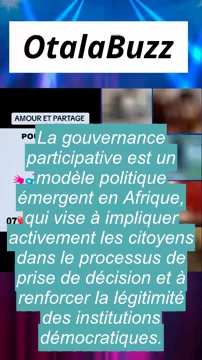 OtalaBuzz
AMOUR ET PARTAGE
La gouvernance
participative est un
modèle politique
émergent en Afrique,
qui vise à impliquer
activement les citoyens
dans le processus de
prise de décision et à
renforcer la légitimité
des institutions
démocratiques.